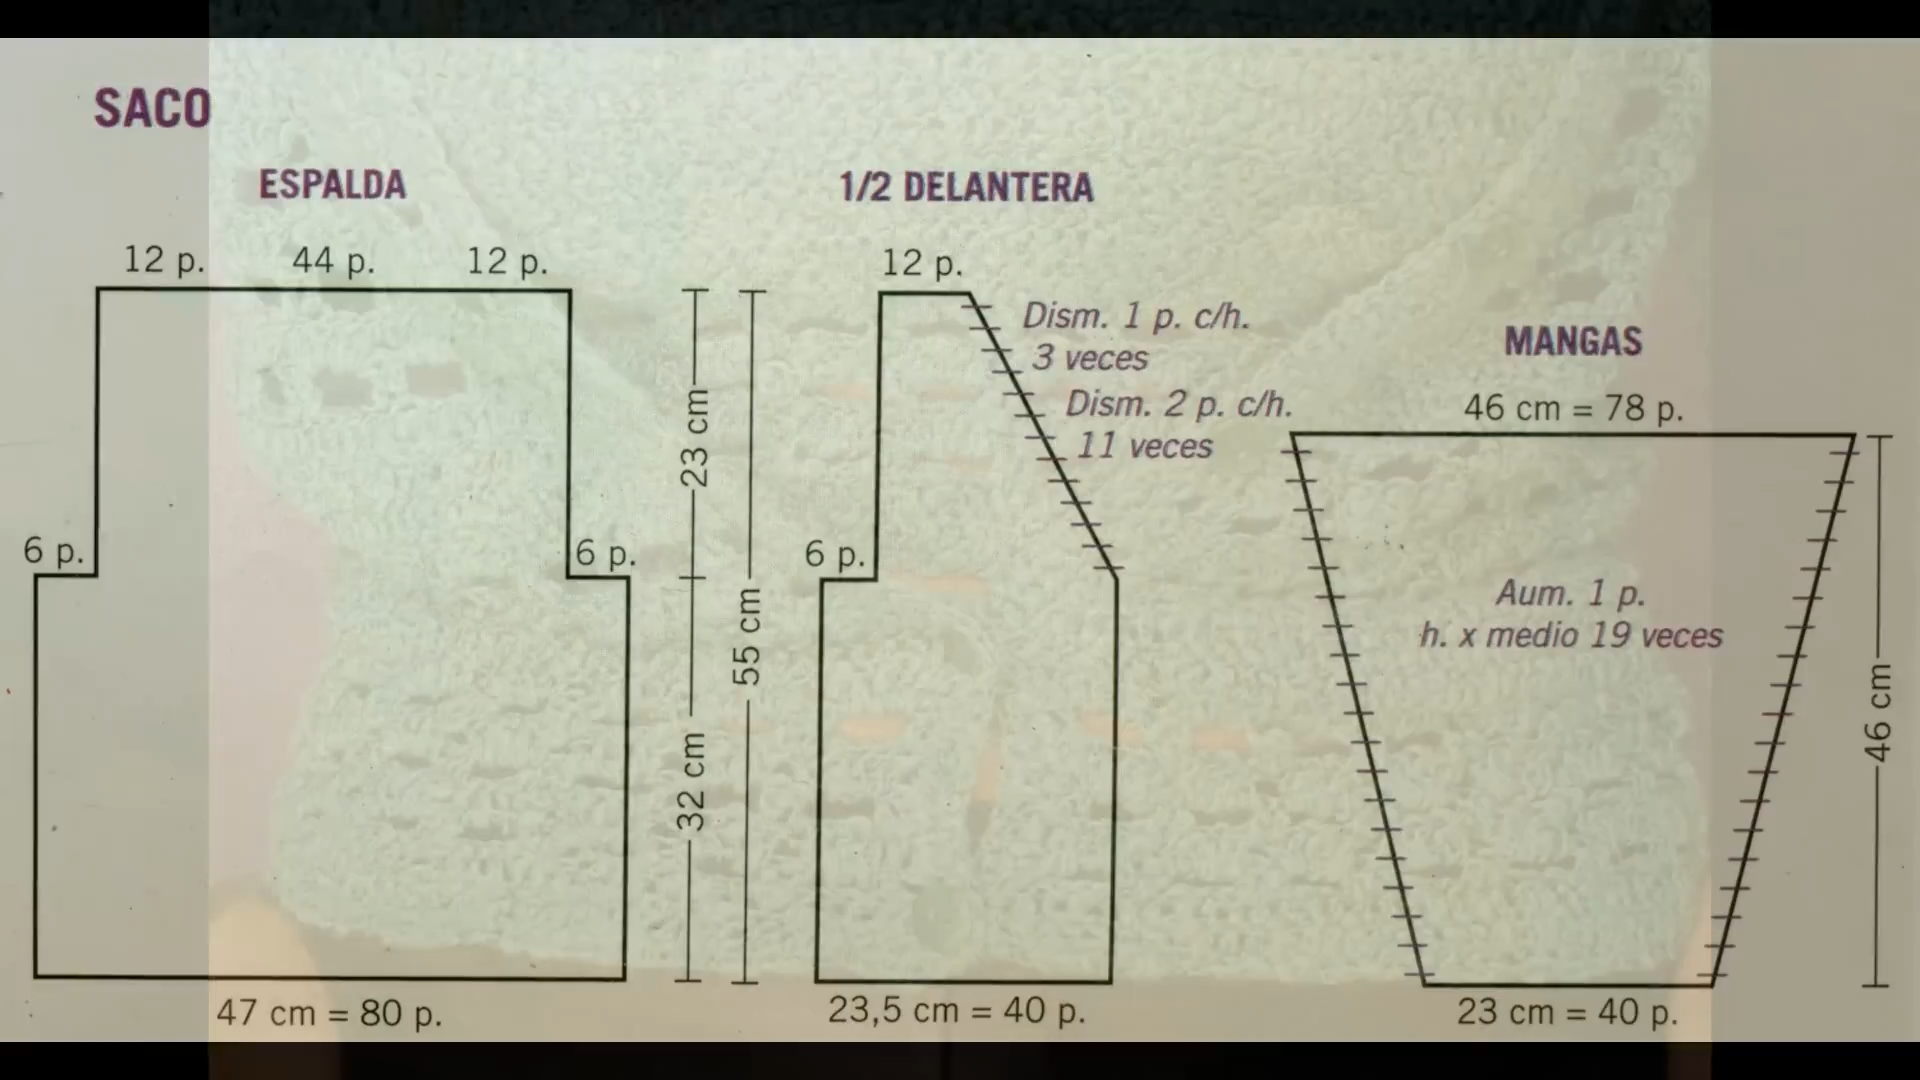 SACO
ESPALDA
12 p. 44 p. 12 p.
6 p.
6 p.
23 cm
32 cm
55 cm
47 cm = 80 p.
1/2 DELANTERA
12 p.
Dism. 1 p. c/h.
3 veces
Dism. 2 p. c/h.
11 veces
6 p.
23,5 cm = 40 p.
MANGAS
46 cm = 78 p.
Aum. 1 p.
h. x medio 19 veces
46 cm
23 cm = 40 p.